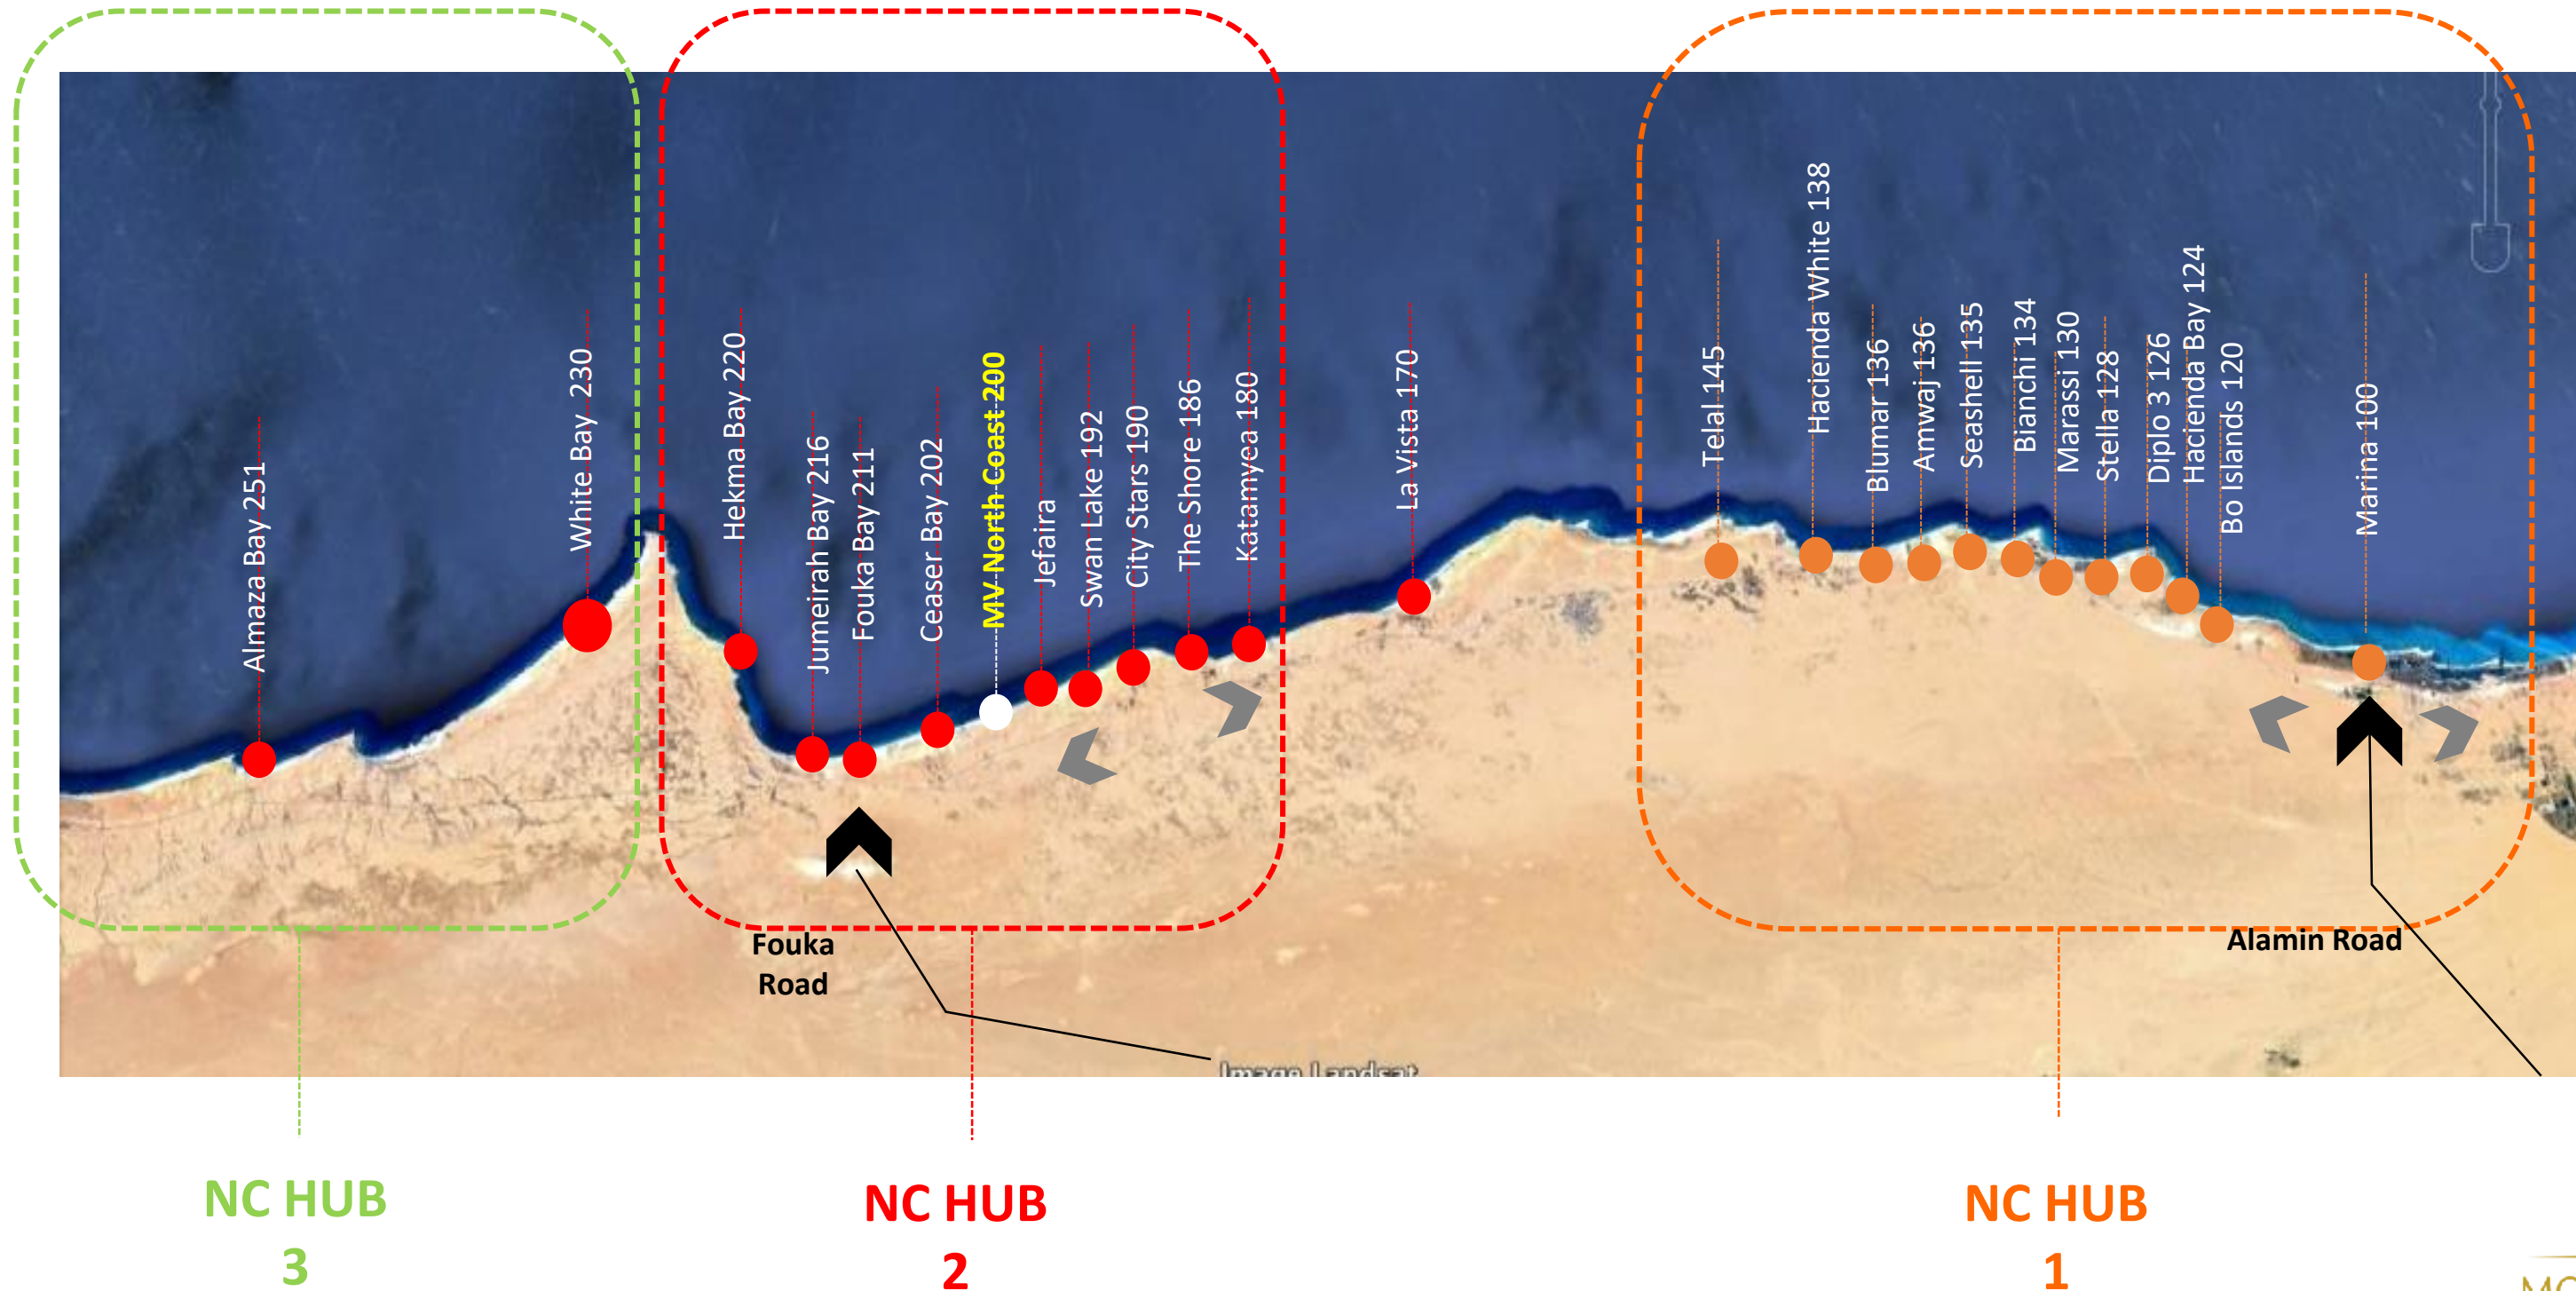 Almaza Bay 251
White Bay  230
Hekma Bay 220
Jumeirah Bay 216
Fouka Bay 211
Ceaser Bay 202
MV North Coast 200
Jefaira
Swan Lake 192
City Stars 190
The Shore 186
Katamyea 180
La Vista 170
Telal 145
Hacienda White 138
Blumar 136
Amwaj 136
Seashell 135
Bianchi 134
Marassi 130
Stella 128
Diplo 3 126
Hacienda Bay 124
Bo Islands 120
Marina 100
Fouka
Road
Alamin Road
Image Landsat
NC HUB
3
NC HUB
2
NC HUB
1